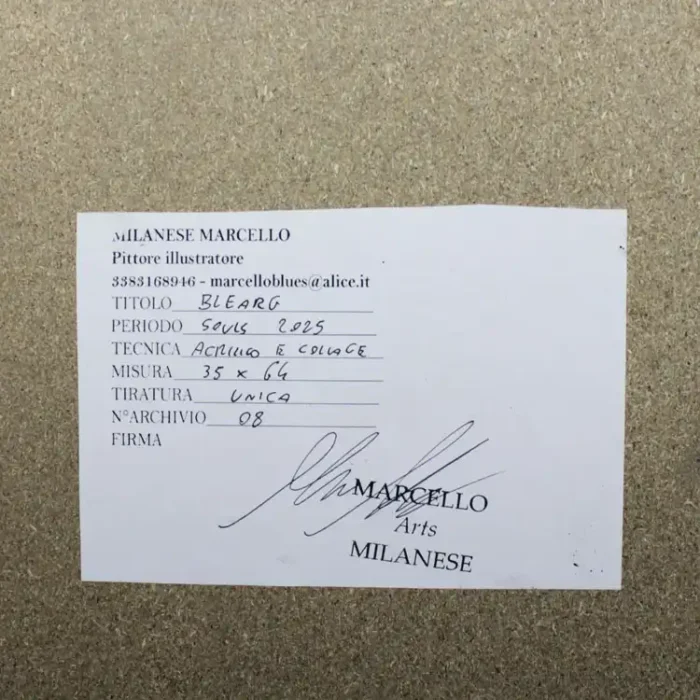 MILANESE MARCELLO
Pittore illustratore
3383168946 - marcelloblues@alice.it
TITOLO BLEARG
PERIODO SOULS 2025
TECNICA ACRILICO E COLLAGE
MISURA 35 x 64
TIRATURA UNICA
N°ARCHIVIO 08
FIRMA
MARCELLO
Arts
MILANESE